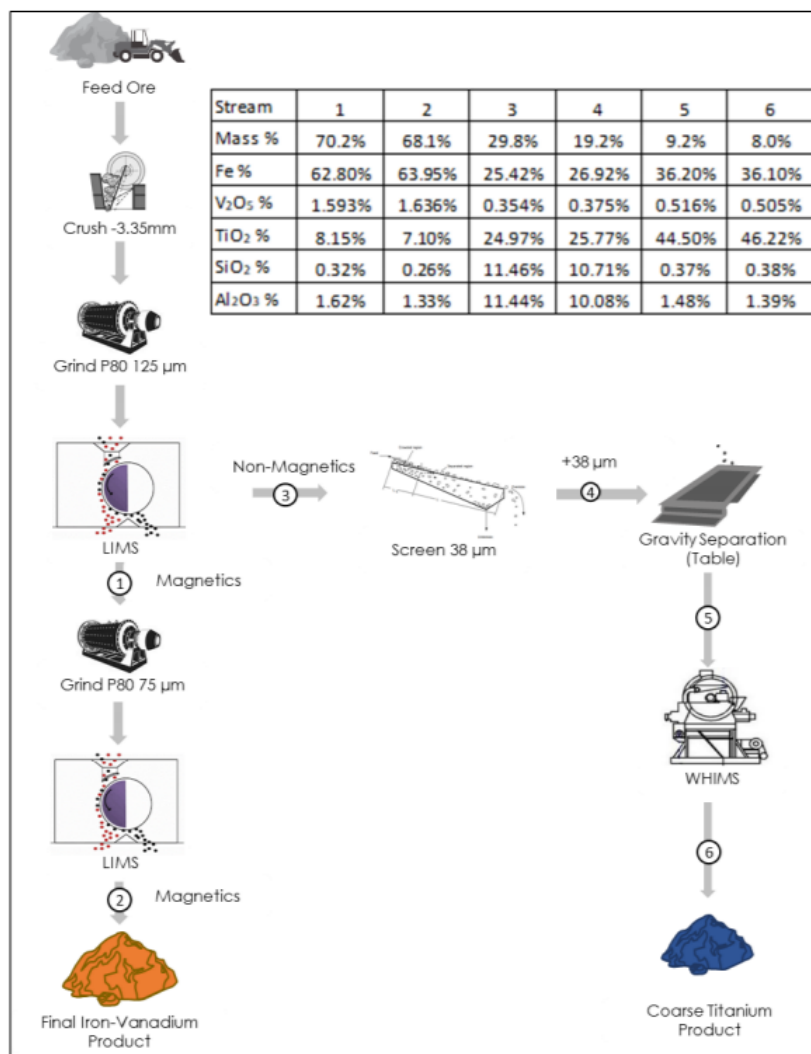 Feed Ore
Stream 1 2 3 4 5 6
Mass % 70.2% 68.1% 29.8% 19.2% 9.2% 8.0%
Fe % 62.80% 63.95% 25.42% 26.92% 36.20% 36.10%
V₂O₅ % 1.593% 1.636% 0.354% 0.375% 0.516% 0.505%
TiO₂ % 8.15% 7.10% 24.97% 25.77% 44.50% 46.22%
SiO₂ % 0.32% 0.26% 11.46% 10.71% 0.37% 0.38%
Al₂O₃ % 1.62% 1.33% 11.44% 10.08% 1.48% 1.39%
Crush -3.35mm
Grind P80 125 µm
LIMS
Non-Magnetics
3
Screen 38 µm
+38 µm
4
Gravity Separation
(Table)
1 Magnetics
5
Grind P80 75 µm
WHIMS
LIMS
6
2 Magnetics
Final Iron-Vanadium
Product
Coarse Titanium
Product